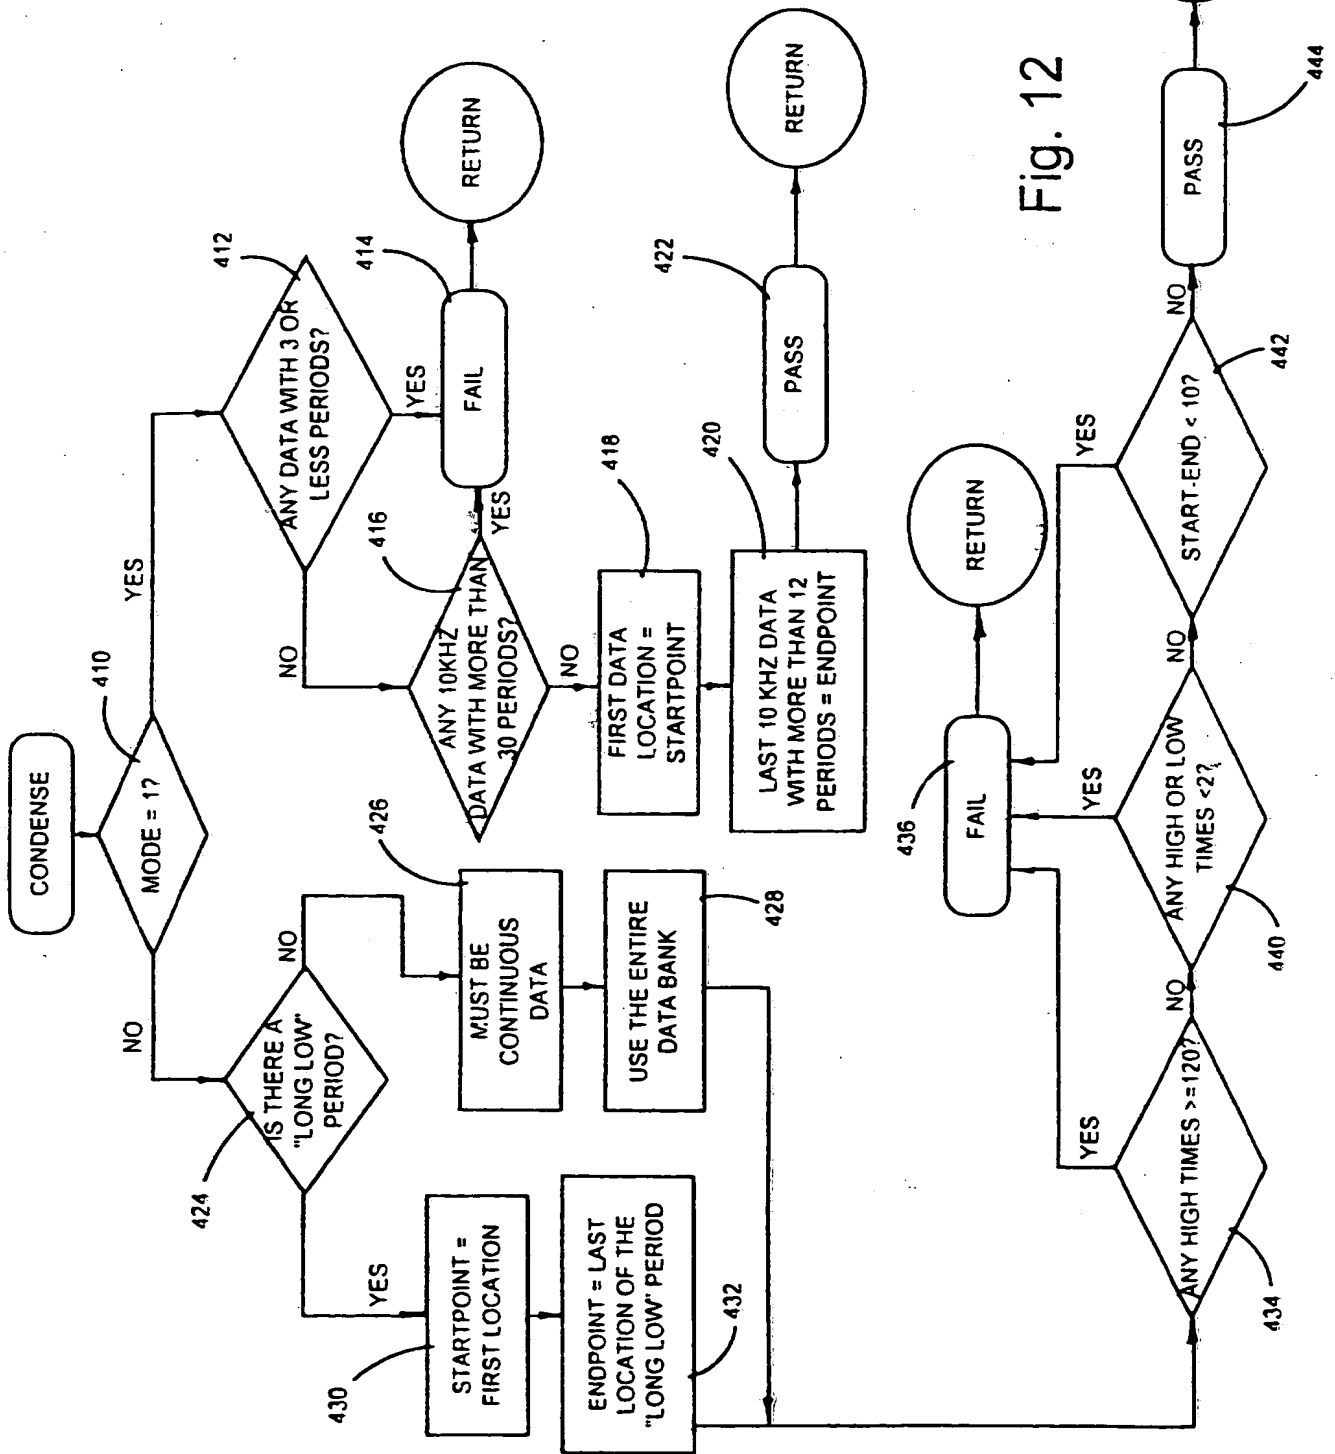 CONDENSE
410
MODE = 1?
YES
NO
412
ANY DATA WITH 3 OR
LESS PERIODS?
YES
NO
414
FAIL
RETURN
416
ANY 10KHZ
DATA WITH MORE THAN
30 PERIODS?
YES
NO
418
FIRST DATA
LOCATION =
STARTPOINT
420
LAST 10 KHZ DATA
WITH MORE THAN 12
PERIODS = ENDPOINT
422
PASS
RETURN
424
IS THERE A
"LONG LOW"
PERIOD?
NO
YES
426
MUST BE
CONTINUOUS
DATA
428
USE THE ENTIRE
DATA BANK
430
STARTPOINT =
FIRST LOCATION
432
ENDPOINT = LAST
LOCATION OF THE
"LONG LOW" PERIOD
434
ANY HIGH TIMES >=120?
YES
NO
436
FAIL
RETURN
440
ANY HIGH OR LOW
TIMES <2?
YES
NO
442
START-END < 10?
YES
NO
444
PASS
Fig. 12